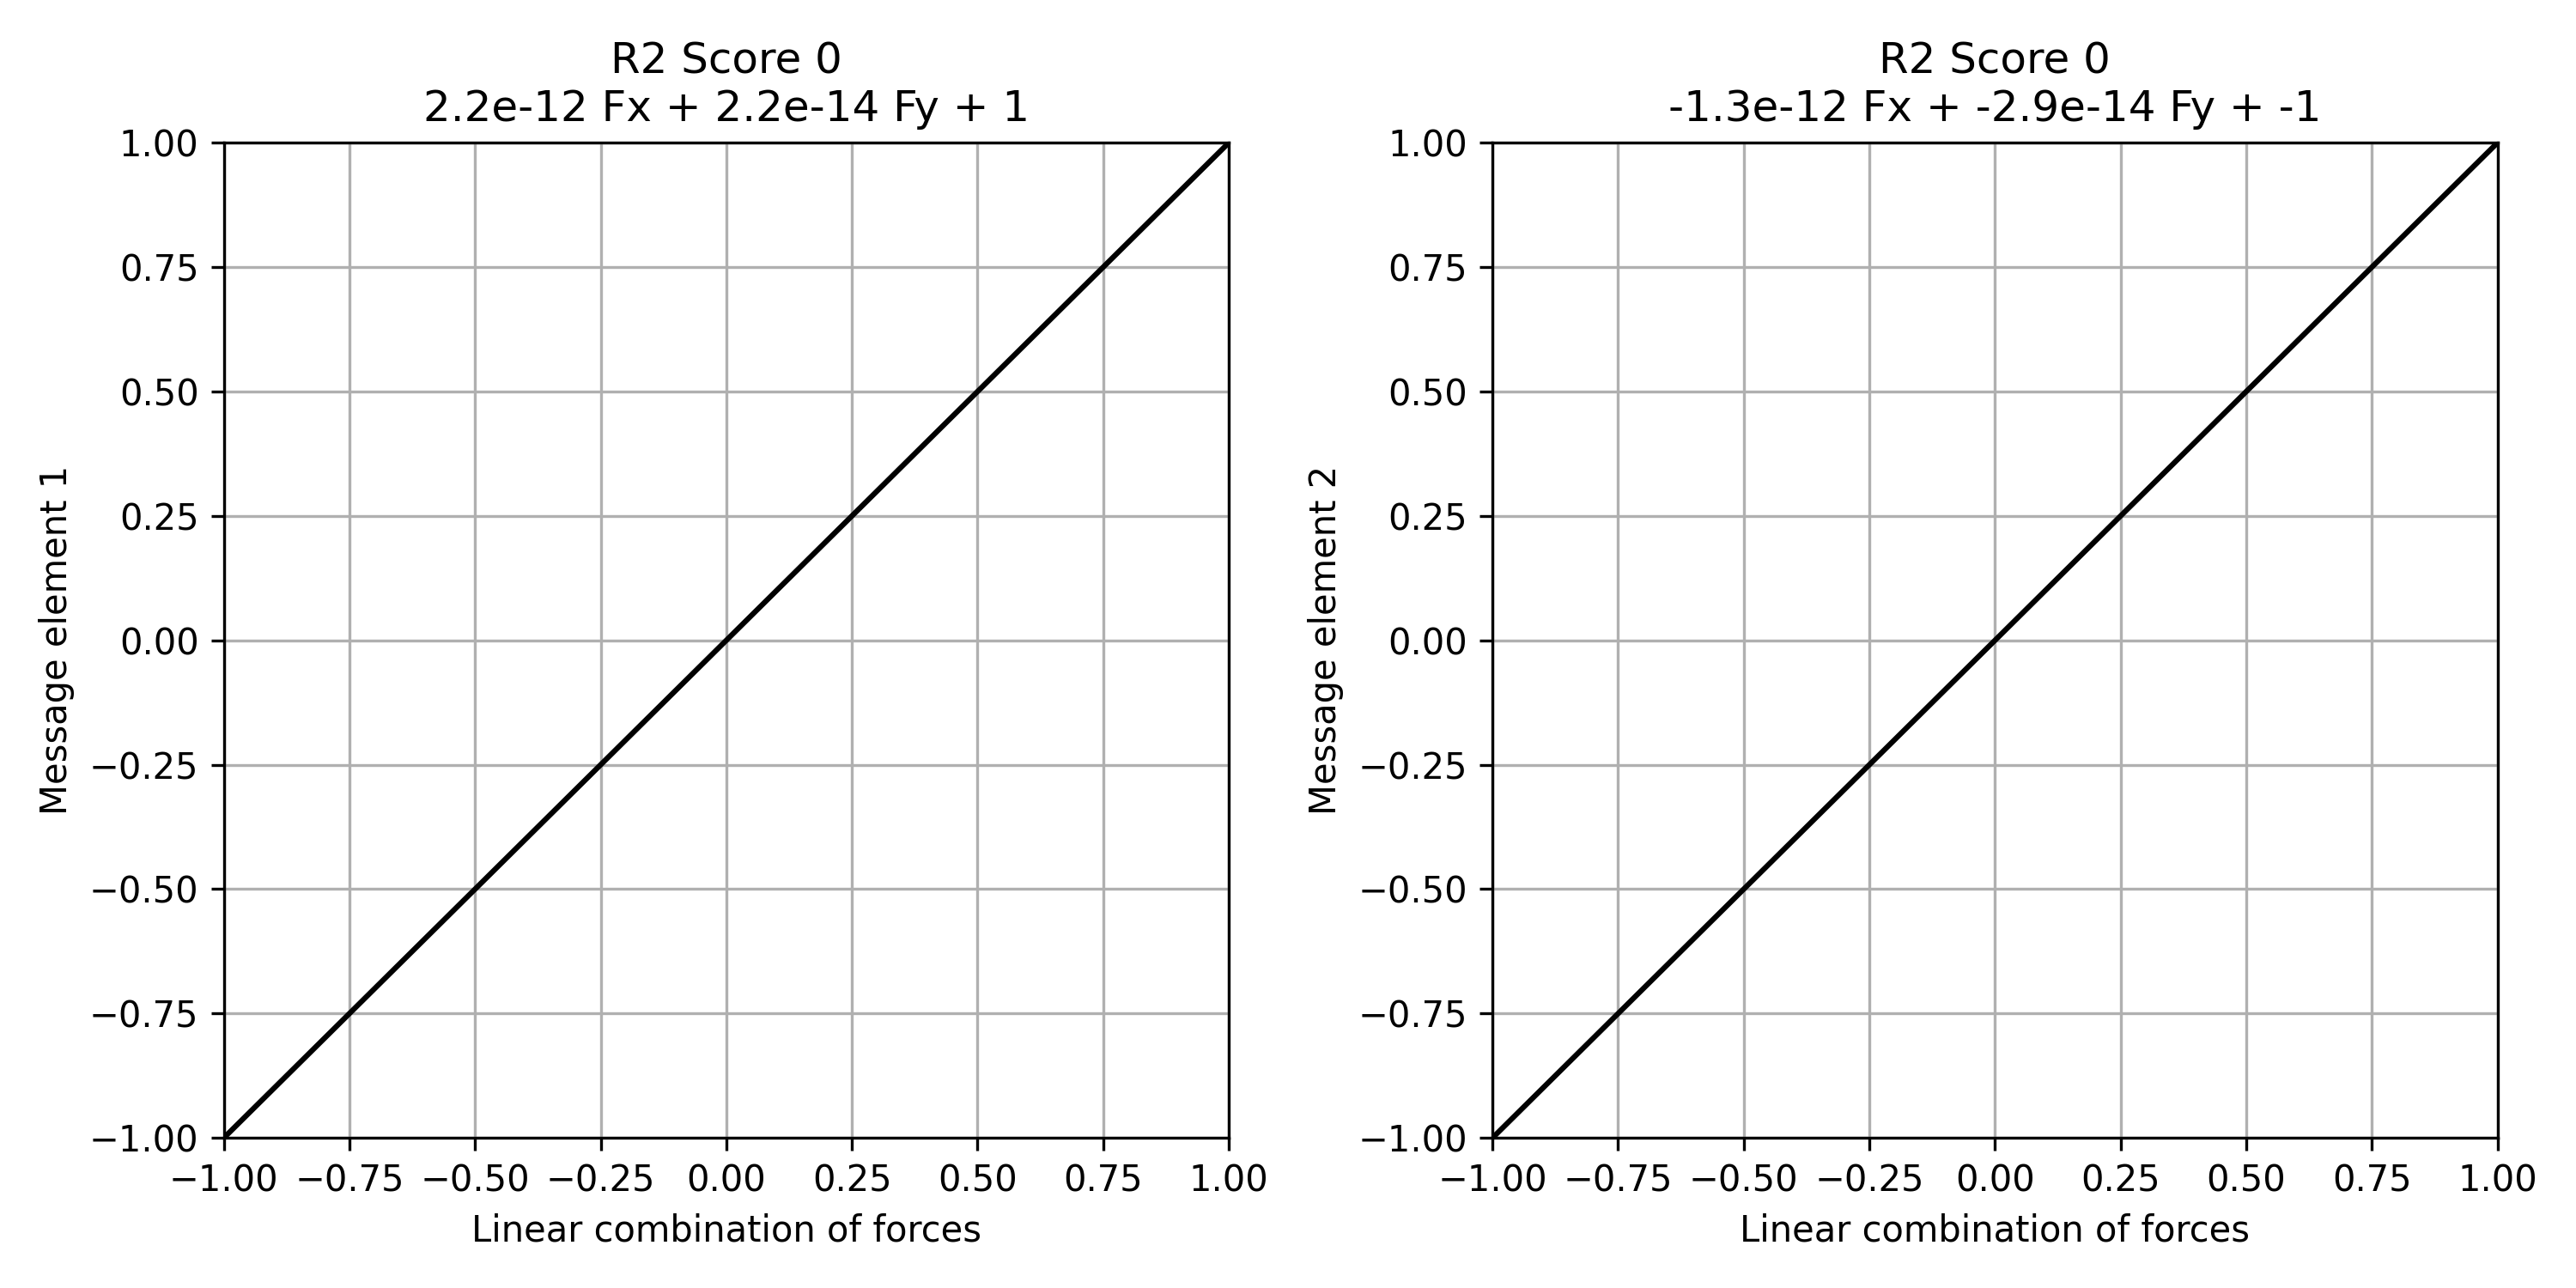 R2 Score 0
2.2e-12 Fx + 2.2e-14 Fy + 1
1.00
0.75
0.50
0.25
0.00
−0.25
−0.50
−0.75
−1.00
−1.00 −0.75 −0.50 −0.25 0.00 0.25 0.50 0.75 1.00
Message element 1
Linear combination of forces
R2 Score 0
-1.3e-12 Fx + -2.9e-14 Fy + -1
1.00
0.75
0.50
0.25
0.00
−0.25
−0.50
−0.75
−1.00
−1.00 −0.75 −0.50 −0.25 0.00 0.25 0.50 0.75 1.00
Message element 2
Linear combination of forces